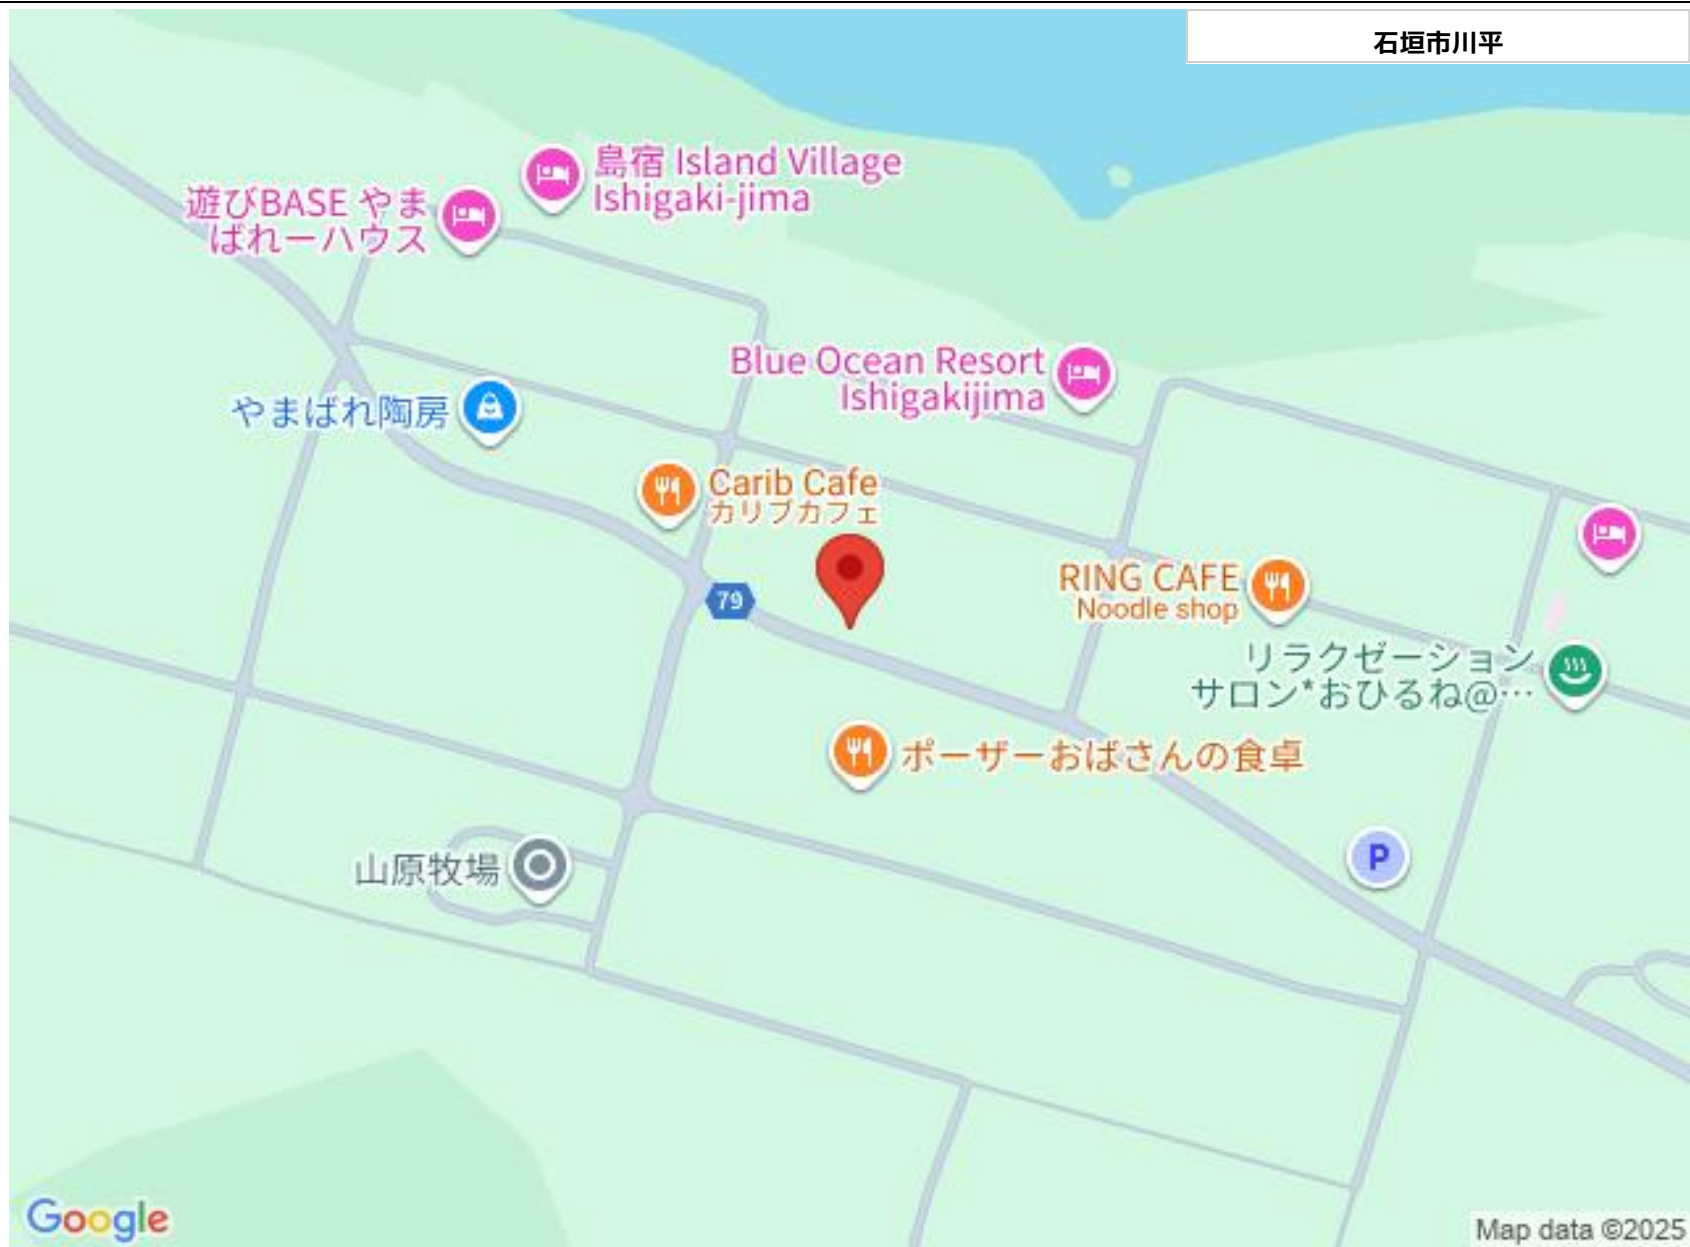 石垣市川平
島宿 Island Village
Ishigaki-jima
遊びBASE やま
ばれーハウス
Blue Ocean Resort
Ishigakijima
やまばれ陶房
Carib Cafe
カリブカフェ
79
RING CAFE
Noodle shop
リラクゼーション
サロン*おひるね@…
ポーザーおばさんの食卓
P
山原牧場
Google
Map data ©2025